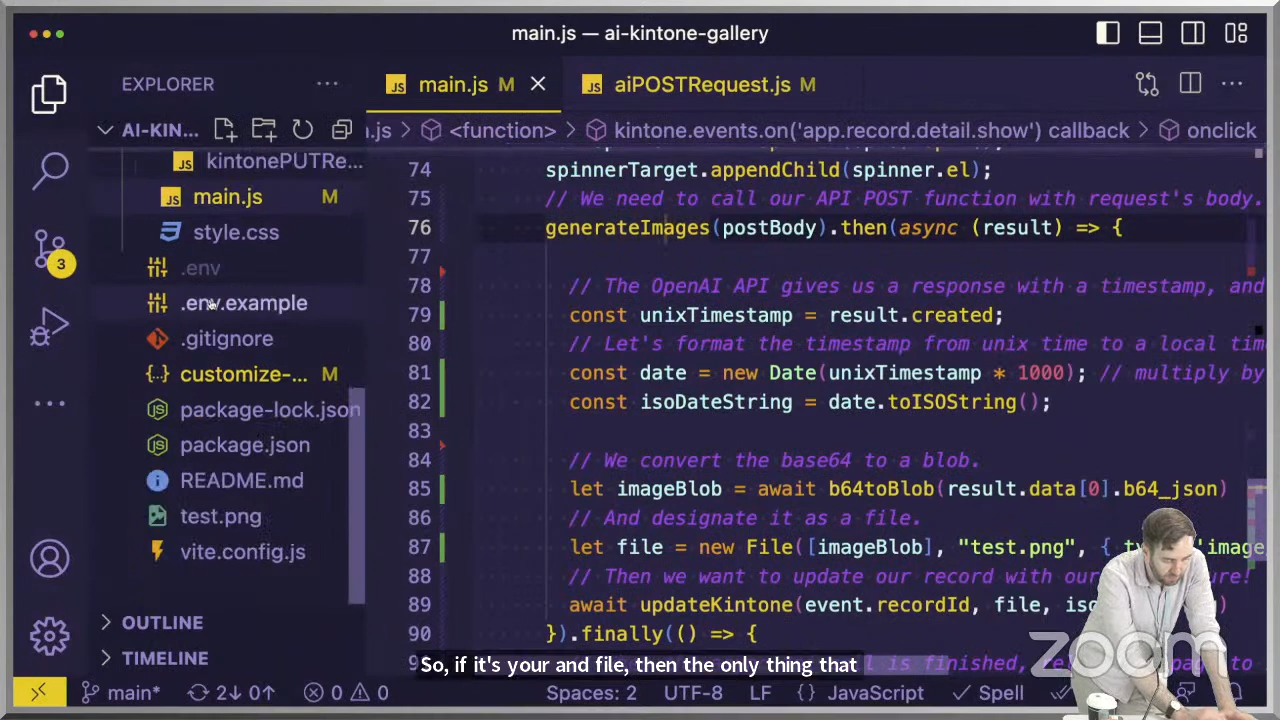 main.js — ai-kintone-gallery
EXPLORER
main.js M
aiPOSTRequest.js M
AI-KIN...
.js > <function> > kintone.events.on('app.record.detail.show') callback > onclick
kintonePUTRe...
main.js M
style.css
.env
.env.example
.gitignore
customize-... M
package-lock.json
package.json
README.md
test.png
vite.config.js
OUTLINE
TIMELINE
3
74 spinnerTarget.appendChild(spinner.el);
75 // We need to call our API POST function with request's body.
76 generateImages(postBody).then(async (result) => {
77
78 // The OpenAI API gives us a response with a timestamp, and
79 const unixTimestamp = result.created;
80 // Let's format the timestamp from unix time to a local tim
81 const date = new Date(unixTimestamp * 1000); // multiply by
82 const isoDateString = date.toISOString();
83
84 // We convert the base64 to a blob.
85 let imageBlob = await b64toBlob(result.data[0].b64_json)
86 // And designate it as a file.
87 let file = new File([imageBlob], "test.png", { 'image
88 // Then we want to update our record with our ure!
89 await updateKintone(event.recordId, file, iso )
90 }).finally(() => {
So, if it's your and file, then the only thing that
is finished,
zoom
main* 2↓ 0↑ 0 0 Spaces: 2 UTF-8 LF {} JavaScript Spell